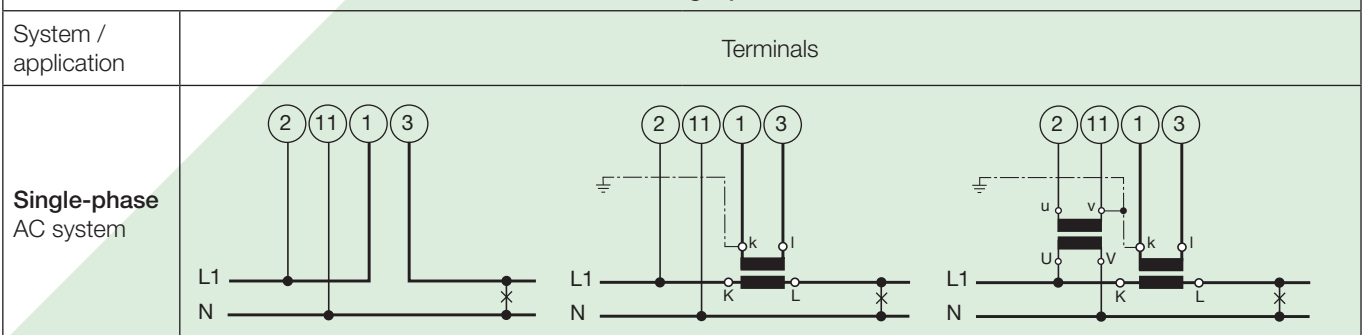 System /
application
Terminals
Single-phase
AC system
2 11 1 3
L1
N
2 11 1 3
k l
L1
K L
N
2 11 1 3
u v
k l
U V
L1
K L
N